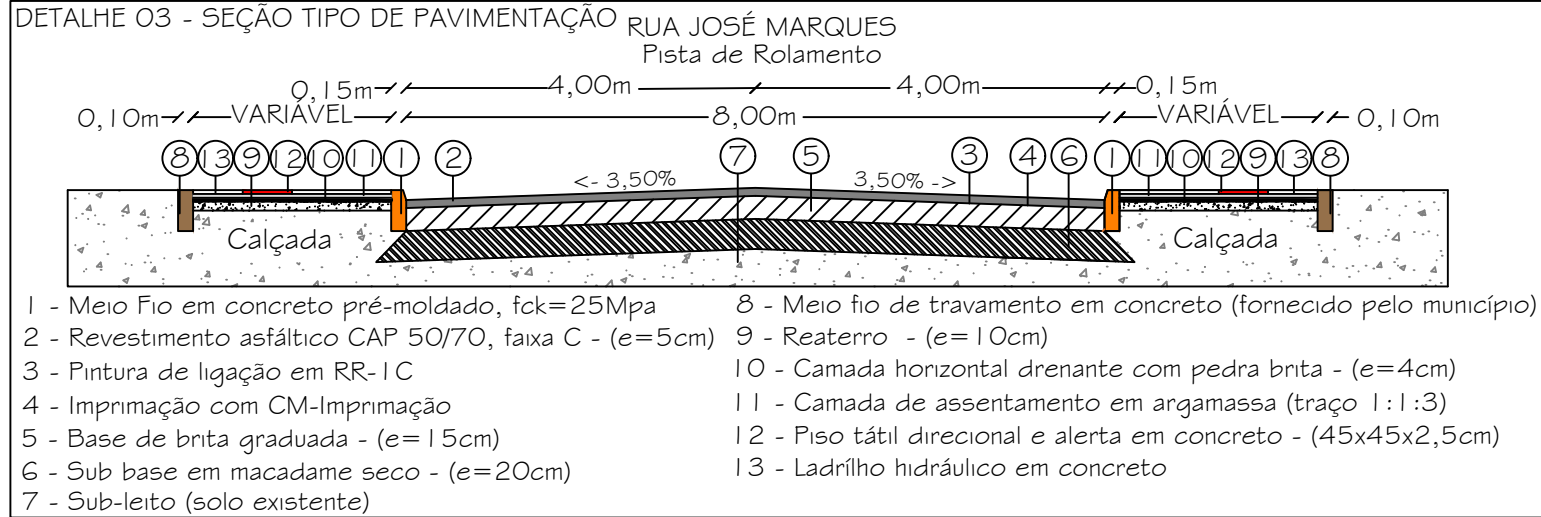 DETALHE 03 - SEÇÃO TIPO DE PAVIMENTAÇÃO
RUA JOSÉ MARQUES
Pista de Rolamento
0,15m 4,00m 4,00m 0,15m
0,10m VARIÁVEL 8,00m VARIÁVEL 0,10m
8 13 9 12 10 11 1 2 7 5 3 4 6 1 11 10 12 9 13 8
<- 3,50% 3,50% ->
Calçada Calçada
1 - Meio Fio em concreto pré-moldado, fck=25Mpa
2 - Revestimento asfáltico CAP 50/70, faixa C - (e=5cm)
3 - Pintura de ligação em RR-1C
4 - Imprimação com CM-Imprimação
5 - Base de brita graduada - (e=15cm)
6 - Sub base em macadame seco - (e=20cm)
7 - Sub-leito (solo existente)
8 - Meio fio de travamento em concreto (fornecido pelo município)
9 - Reaterro - (e=10cm)
10 - Camada horizontal drenante com pedra brita - (e=4cm)
11 - Camada de assentamento em argamassa (traço 1:1:3)
12 - Piso tátil direcional e alerta em concreto - (45x45x2,5cm)
13 - Ladrílho hidráulico em concreto